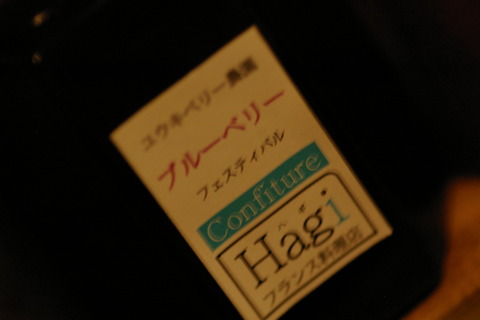 ユウキベリー農園
ブルーベリー
フェスティバル
Confiture
Hagi
フランス料理店